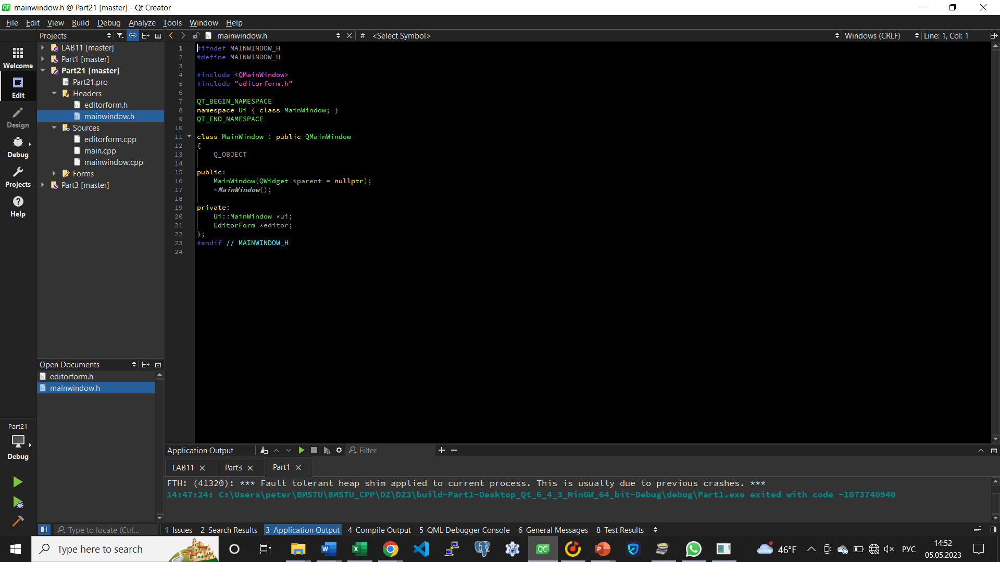 mainwindow.h @ Part21 [master] - Qt Creator
File Edit View Build Debug Analyze Tools Window Help
Projects
mainwindow.h
# <Select Symbol>
Windows (CRLF)
Line: 1, Col: 1
Welcome
Edit
Design
Debug
Projects
Help
LAB11 [master]
Part1 [master]
Part21 [master]
Part21.pro
Headers
editorform.h
mainwindow.h
Sources
editorform.cpp
main.cpp
mainwindow.cpp
Forms
Part3 [master]
1 #ifndef MAINWINDOW_H
2 #define MAINWINDOW_H
3
4 #include <QMainWindow>
5 #include "editorform.h"
6
7 QT_BEGIN_NAMESPACE
8 namespace Ui { class MainWindow; }
9 QT_END_NAMESPACE
10
11 class MainWindow : public QMainWindow
12 {
13 Q_OBJECT
14
15 public:
16 MainWindow(QWidget *parent = nullptr);
17 ~MainWindow();
18
19 private:
20 Ui::MainWindow *ui;
21 EditorForm *editor;
22 };
23 #endif // MAINWINDOW_H
24
Open Documents
editorform.h
mainwindow.h
Part21
Debug
Application Output
Filter
LAB11
Part3
Part1
FTH: (41320): *** Fault tolerant heap shim applied to current process. This is usually due to previous crashes. ***
14:47:24: C:\Users\peter\BMSTU\BMSTU_CPP\DZ\DZ3\build-Part1-Desktop_Qt_6_4_3_MinGW_64_bit-Debug\debug\Part1.exe exited with code -1073740940
Type to locate (Ctrl...
1 Issues
2 Search Results
3 Application Output
4 Compile Output
5 QML Debugger Console
6 General Messages
8 Test Results
Type here to search
QC
46°F
РУС
14:52
05.05.2023